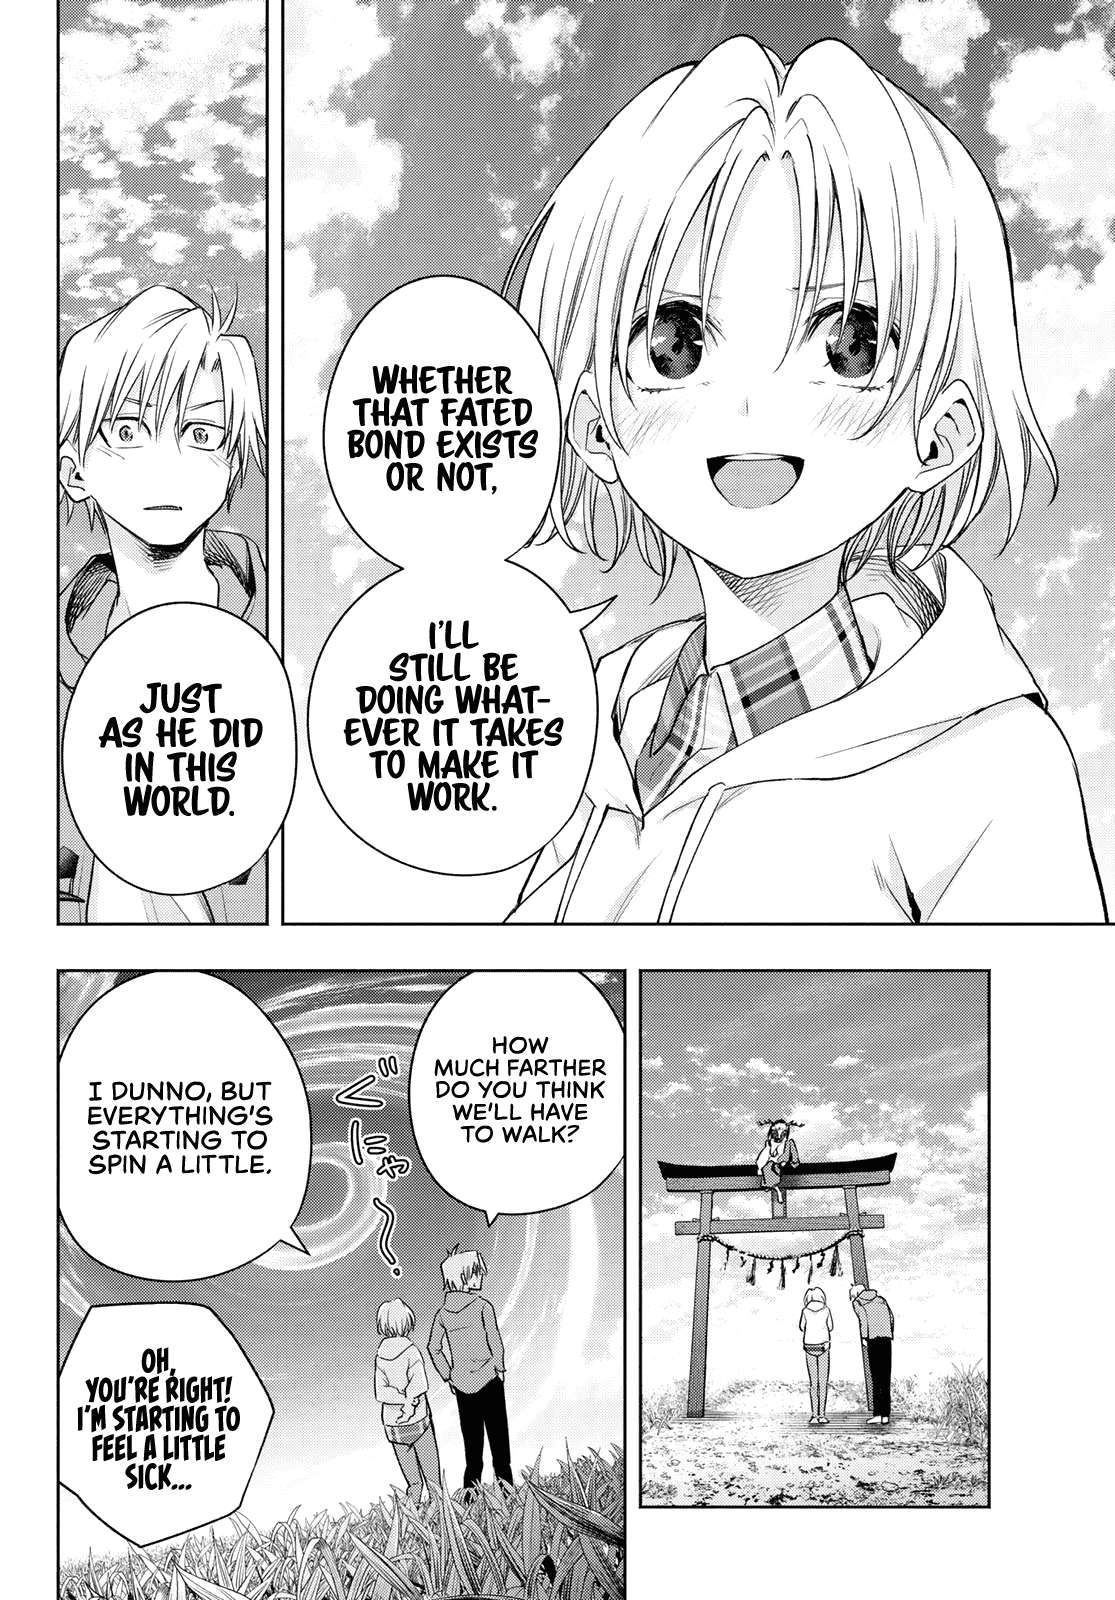 WHETHER
THAT FATED
BOND EXISTS
OR NOT,
I'LL
STILL BE
DOING WHAT-
EVER IT TAKES
TO MAKE IT
WORK.
JUST
AS HE DID
IN THIS
WORLD.
HOW
MUCH FARTHER
DO YOU THINK
WE'LL HAVE
TO WALK?
ぐにゃ〜
I DUNNO, BUT
EVERYTHING'S
STARTING TO
SPIN A LITTLE.
OH,
YOU'RE RIGHT!
I'M STARTING TO
FEEL A LITTLE
SICK...